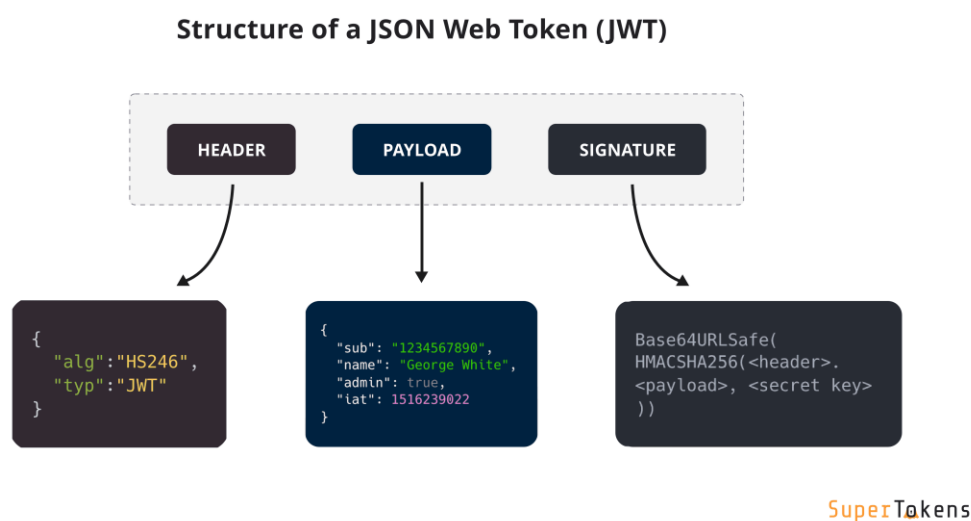 Structure of a JSON Web Token (JWT)
HEADER
PAYLOAD
SIGNATURE
{
"alg":"HS246",
"typ":"JWT"
}
{
"sub": "1234567890",
"name": "George White",
"admin": true,
"iat": 1516239022
}
Base64URLSafe(
HMACSHA256(<header>.
<payload>, <secret key>
))
SuperTokens